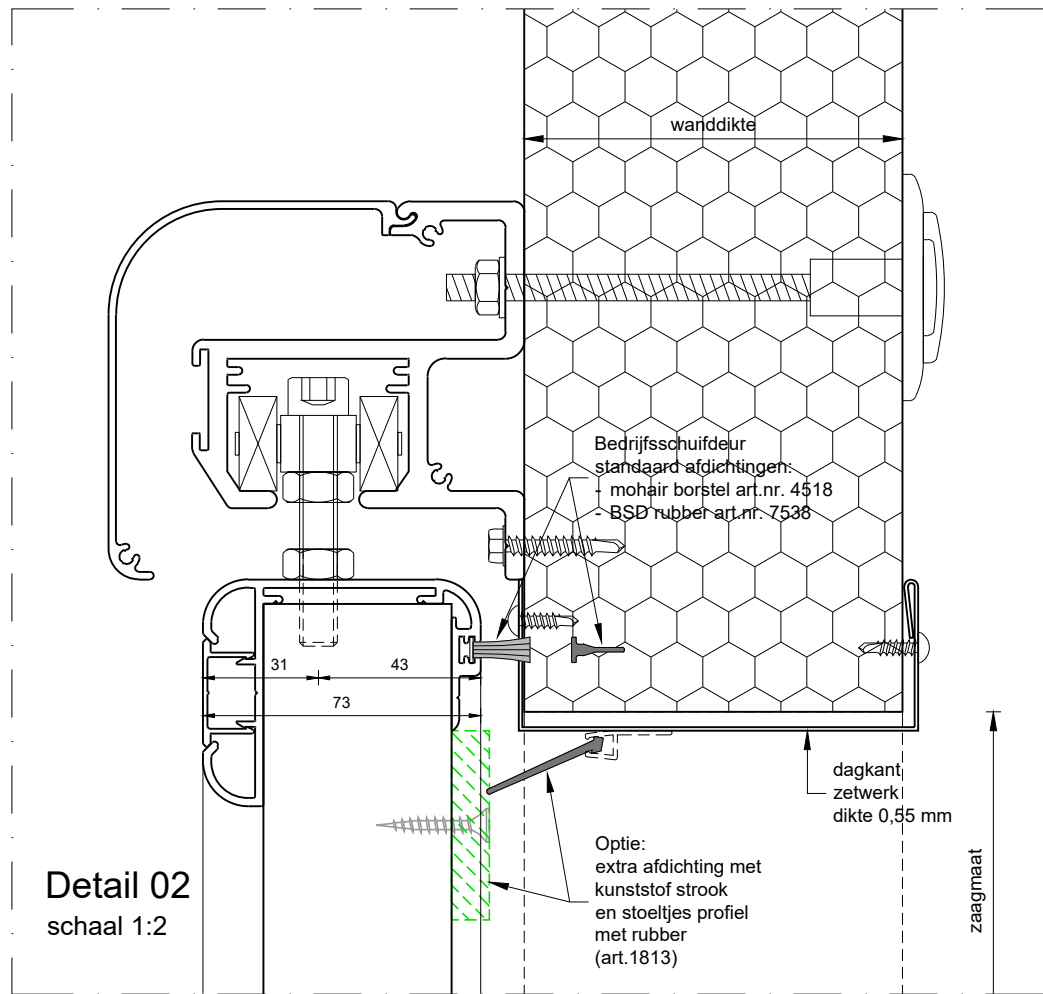 wanddikte
Bedrijfsschuifdeur
standaard afdichtingen:
- mohair borstel art.nr. 4518
- BSD rubber art.nr. 7538
31
43
73
dagkant
zetwerk
dikte 0,55 mm
Optie:
extra afdichting met
kunststof strook
en stoeltjes profiel
met rubber
(art.1813)
zaagmaat
Detail 02
schaal 1:2